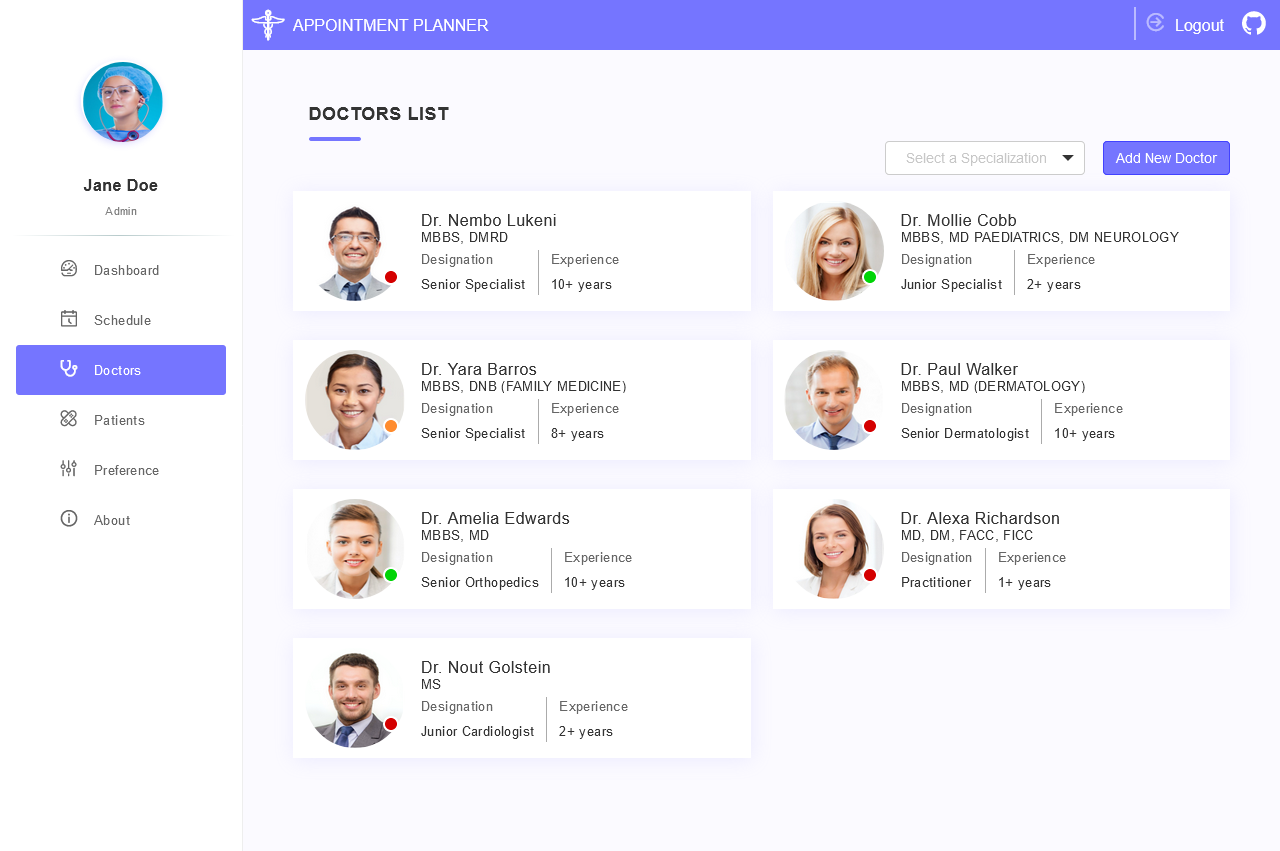 APPOINTMENT PLANNER
Logout
Jane Doe
Admin
Dashboard
Schedule
Doctors
Patients
Preference
About
DOCTORS LIST
Select a Specialization
Add New Doctor
Dr. Nembo Lukeni
MBBS, DMRD
Designation Experience
Senior Specialist 10+ years
Dr. Mollie Cobb
MBBS, MD PAEDIATRICS, DM NEUROLOGY
Designation Experience
Junior Specialist 2+ years
Dr. Yara Barros
MBBS, DNB (FAMILY MEDICINE)
Designation Experience
Senior Specialist 8+ years
Dr. Paul Walker
MBBS, MD (DERMATOLOGY)
Designation Experience
Senior Dermatologist 10+ years
Dr. Amelia Edwards
MBBS, MD
Designation Experience
Senior Orthopedics 10+ years
Dr. Alexa Richardson
MD, DM, FACC, FICC
Designation Experience
Practitioner 1+ years
Dr. Nout Golstein
MS
Designation Experience
Junior Cardiologist 2+ years